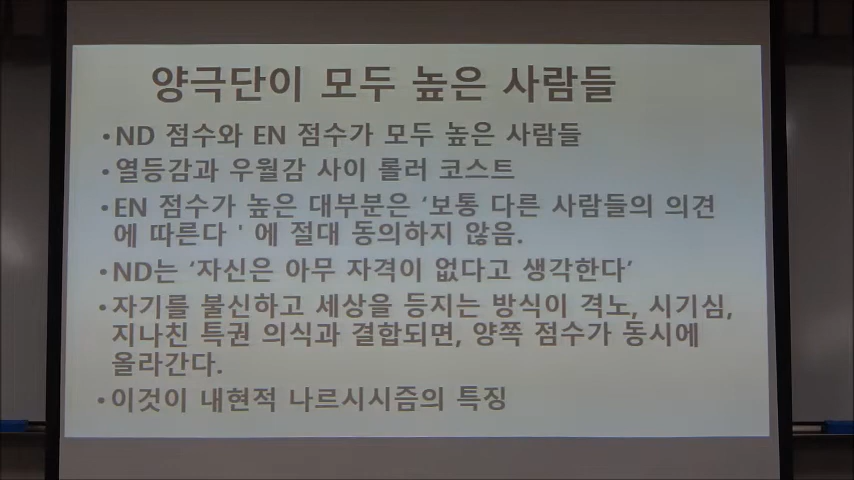 양극단이 모두 높은 사람들
•ND 점수와 EN 점수가 모두 높은 사람들
•열등감과 우월감 사이 롤러 코스트
•EN 점수가 높은 대부분은 ‘보통 다른 사람들의 의견
에 따른다 ' 에 절대 동의하지 않음.
•ND는 ‘자신은 아무 자격이 없다고 생각한다’
•자기를 불신하고 세상을 등지는 방식이 격노, 시기심,
지나친 특권 의식과 결합되면, 양쪽 점수가 동시에
올라간다.
•이것이 내현적 나르시시즘의 특징